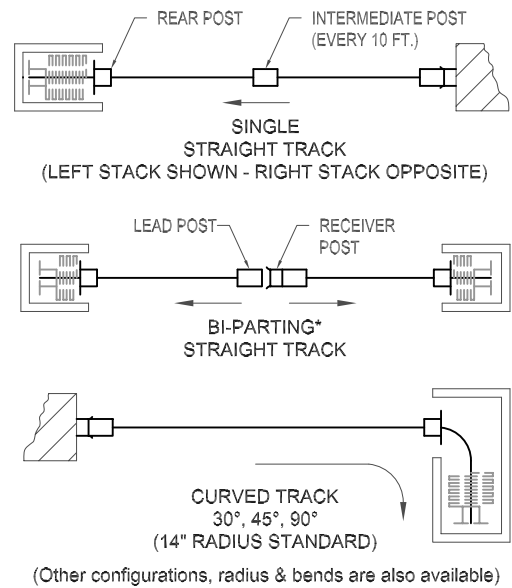 REAR POST
INTERMEDIATE POST
(EVERY 10 FT.)
SINGLE
STRAIGHT TRACK
(LEFT STACK SHOWN - RIGHT STACK OPPOSITE)
LEAD POST
RECEIVER
POST
BI-PARTING*
STRAIGHT TRACK
CURVED TRACK
30°, 45°, 90°
(14" RADIUS STANDARD)
(Other configurations, radius & bends are also available)